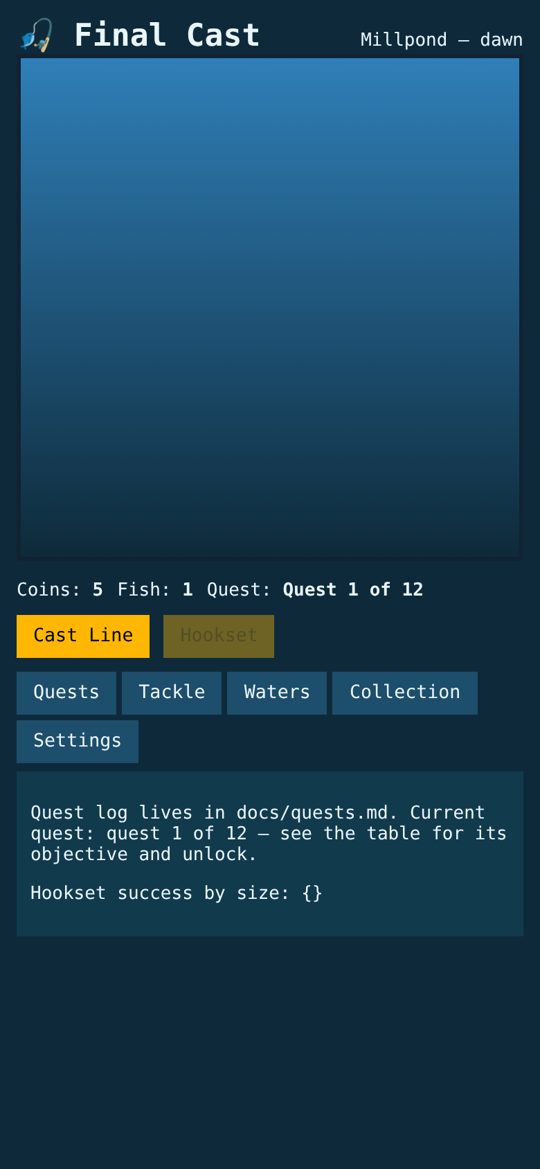 Final Cast
Millpond — dawn
Coins: 5 Fish: 1 Quest: Quest 1 of 12
Cast Line Hookset
Quests Tackle Waters Collection
Settings
Quest log lives in docs/quests.md. Current
quest: quest 1 of 12 — see the table for its
objective and unlock.
Hookset success by size: {}